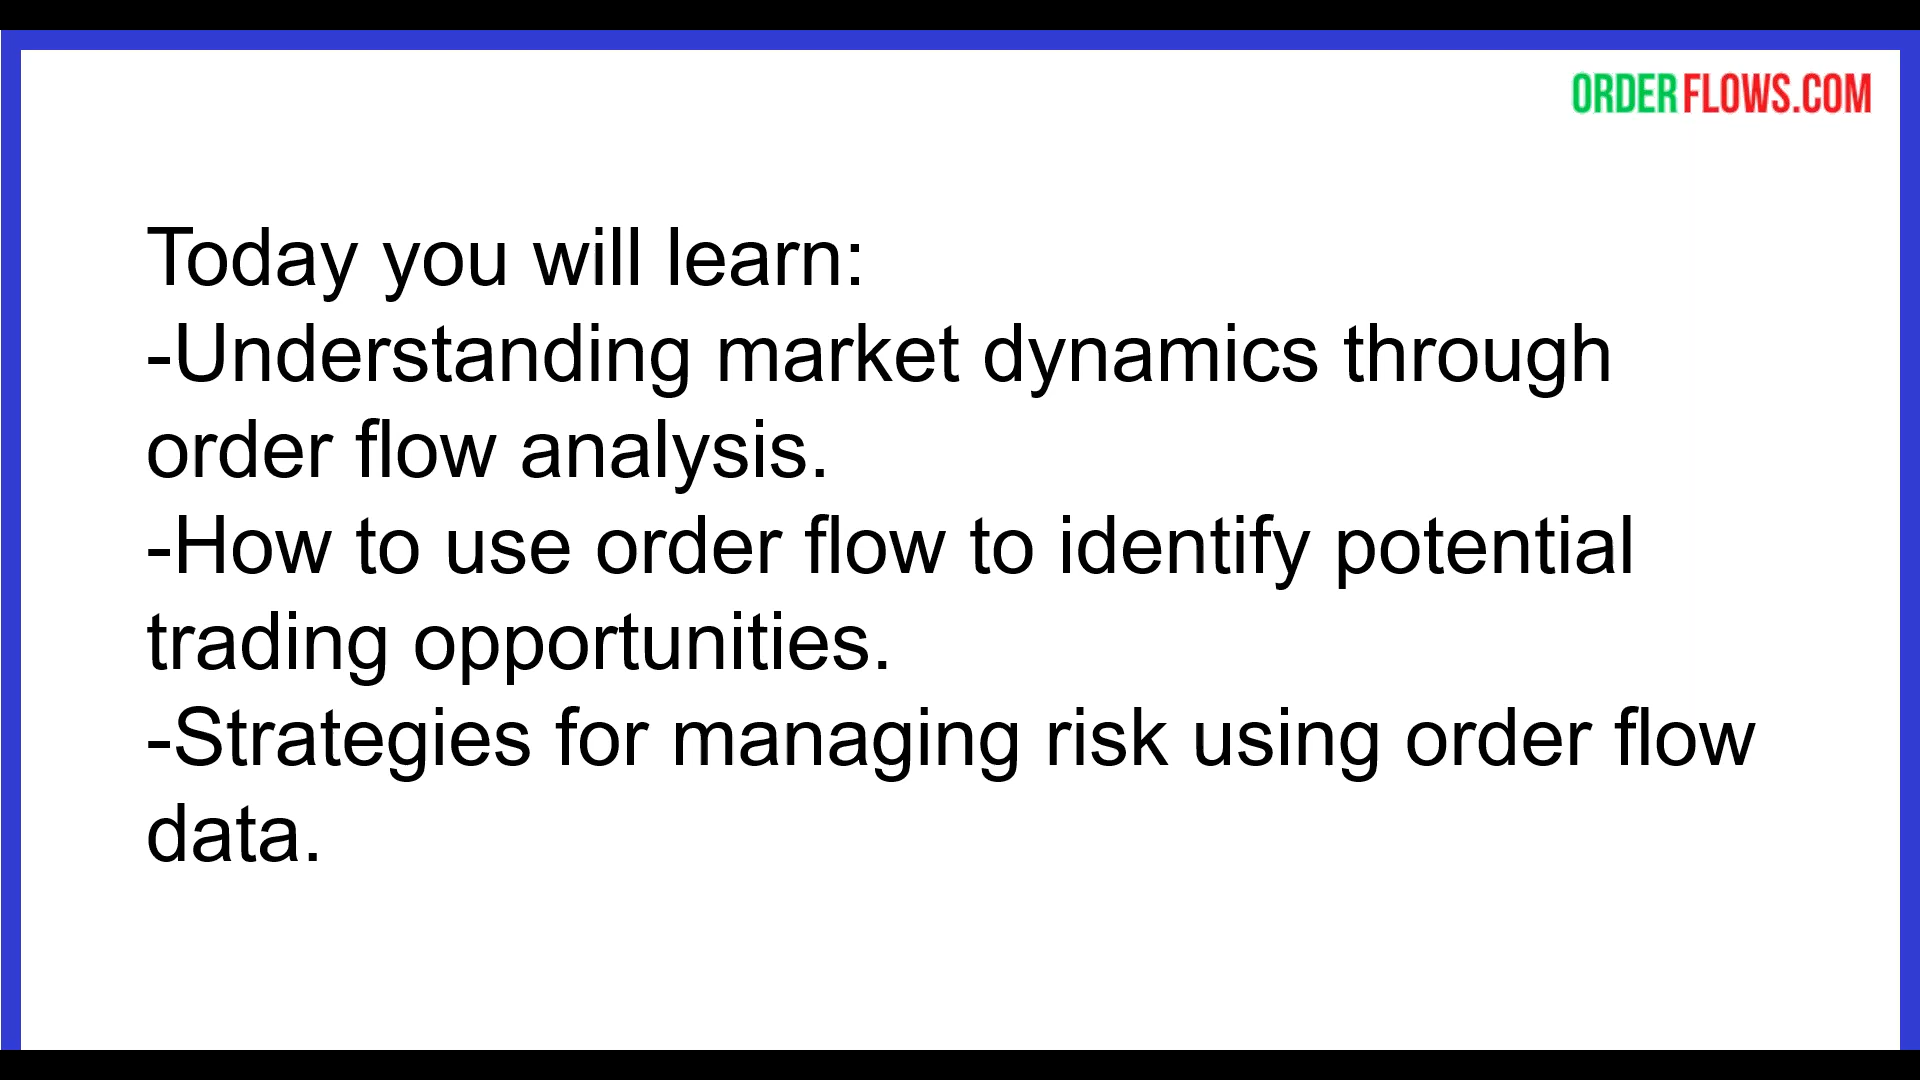 ORDERFLOWS.COM
Today you will learn:
-Understanding market dynamics through
order flow analysis.
-How to use order flow to identify potential
trading opportunities.
-Strategies for managing risk using order flow
data.